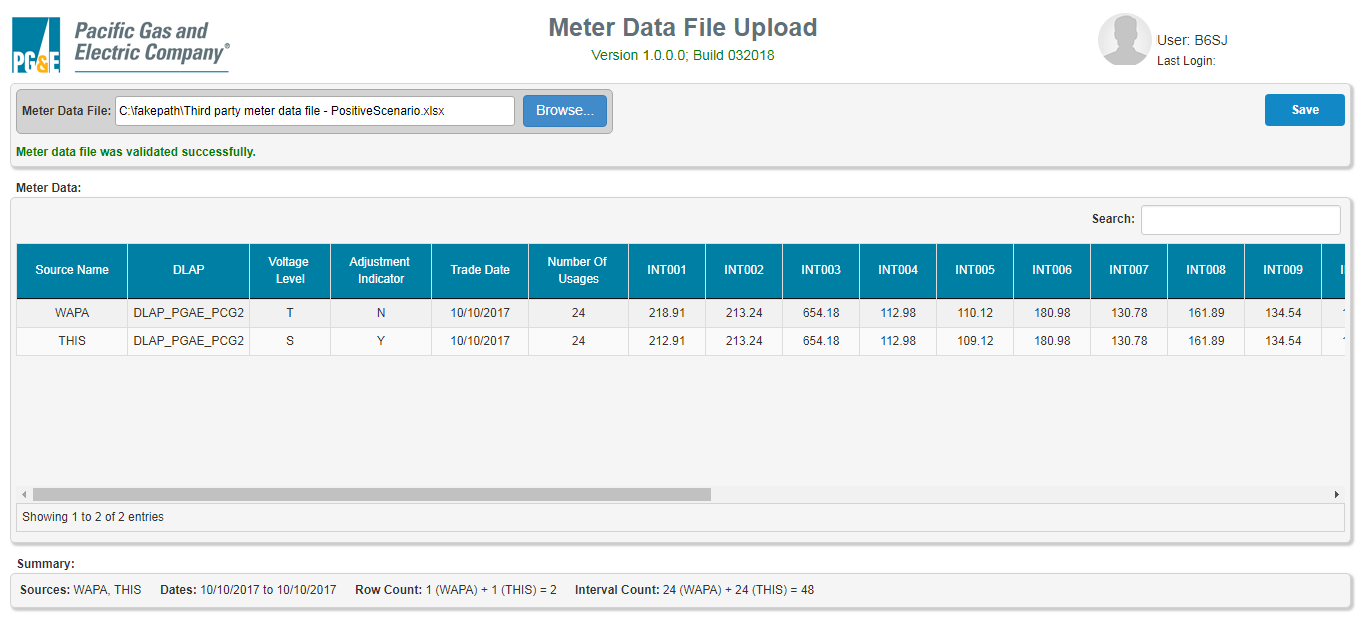 PG&E
Pacific Gas and
Electric Company®
Meter Data File Upload
Version 1.0.0.0; Build 032018
User: B6SJ
Last Login:
Meter Data File: C:\fakepath\Third party meter data file - PositiveScenario.xlsx Browse... Save
Meter data file was validated successfully.
Meter Data:
Search:
Source Name DLAP Voltage Level Adjustment Indicator Trade Date Number Of Usages INT001 INT002 INT003 INT004 INT005 INT006 INT007 INT008 INT009
WAPA DLAP_PGAE_PCG2 T N 10/10/2017 24 218.91 213.24 654.18 112.98 110.12 180.98 130.78 161.89 134.54
THIS DLAP_PGAE_PCG2 S Y 10/10/2017 24 212.91 213.24 654.18 112.98 109.12 180.98 130.78 161.89 134.54
Showing 1 to 2 of 2 entries
Summary:
Sources: WAPA, THIS Dates: 10/10/2017 to 10/10/2017 Row Count: 1 (WAPA) + 1 (THIS) = 2 Interval Count: 24 (WAPA) + 24 (THIS) = 48